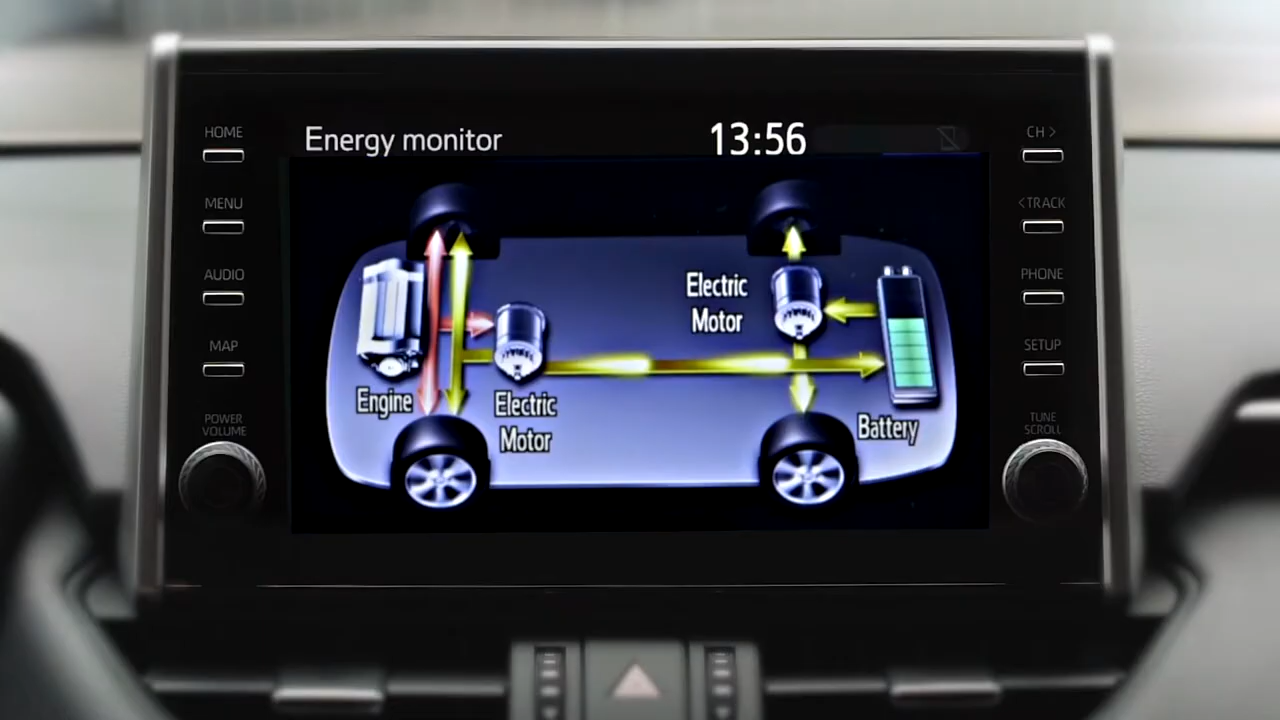 HOME
MENU
AUDIO
MAP
POWER
VOLUME
Energy monitor
13:56
Electric
Motor
Engine
Electric
Motor
Battery
CH >
< TRACK
PHONE
SETUP
TUNE
SCROLL